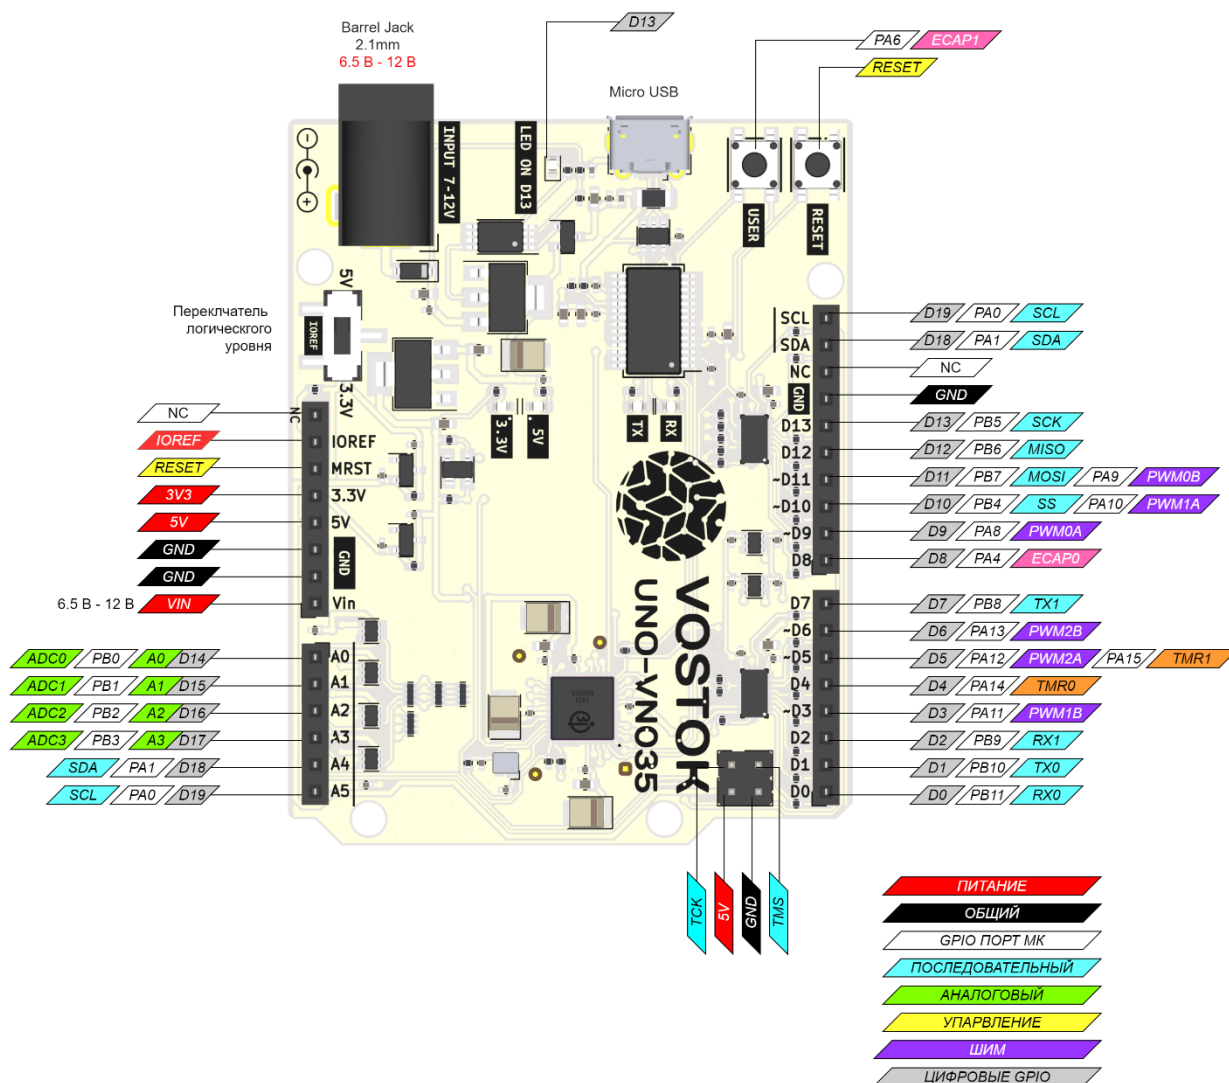 D13
Barrel Jack
2.1mm
6.5 В - 12 В
PA6 ECAP1
RESET
Micro USB
INPUT 7-12V
LED ON D13
USER
RESET
5V
IOREF
3.3V
Переклчатель
логическгого
уровня
3.3V
5V
TX
RX
VOSTOK
UNO-VN035
NC NC
IOREF IOREF
RESET MRST
3V3 3.3V
5V 5V
GND GND
GND
6.5 В - 12 В VIN Vin
ADC0 PB0 A0 D14 A0
ADC1 PB1 A1 D15 A1
ADC2 PB2 A2 D16 A2
ADC3 PB3 A3 D17 A3
SDA PA1 D18 A4
SCL PA0 D19 A5
SCL D19 PA0 SCL
SDA D18 PA1 SDA
NC NC
GND GND
D13 D13 PB5 SCK
D12 D12 PB6 MISO
~D11 D11 PB7 MOSI PA9 PWM0B
~D10 D10 PB4 SS PA10 PWM1A
~D9 D9 PA8 PWM0A
D8 D8 PA4 ECAP0
D7 D7 PB8 TX1
~D6 D6 PA13 PWM2B
~D5 D5 PA12 PWM2A PA15 TMR1
D4 D4 PA14 TMR0
~D3 D3 PA11 PWM1B
D2 D2 PB9 RX1
D1 D1 PB10 TX0
D0 D0 PB11 RX0
TCK
5V
GND
TMS
ПИТАНИЕ
ОБЩИЙ
GPIO ПОРТ МК
ПОСЛЕДОВАТЕЛЬНЫЙ
АНАЛОГОВЫЙ
УПАРВЛЕНИЕ
ШИМ
ЦИФРОВЫЕ GPIO